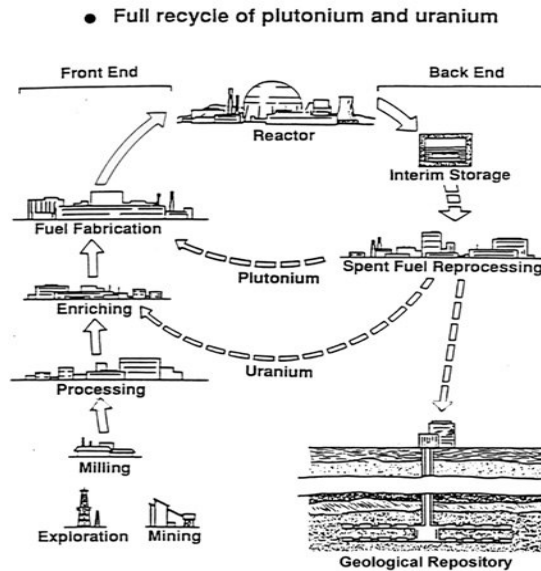 ● Full recycle of plutonium and uranium
Front End
Back End
Reactor
Interim Storage
Fuel Fabrication
Spent Fuel Reprocessing
Plutonium
Enriching
Uranium
Processing
Milling
Exploration
Mining
Geological Repository